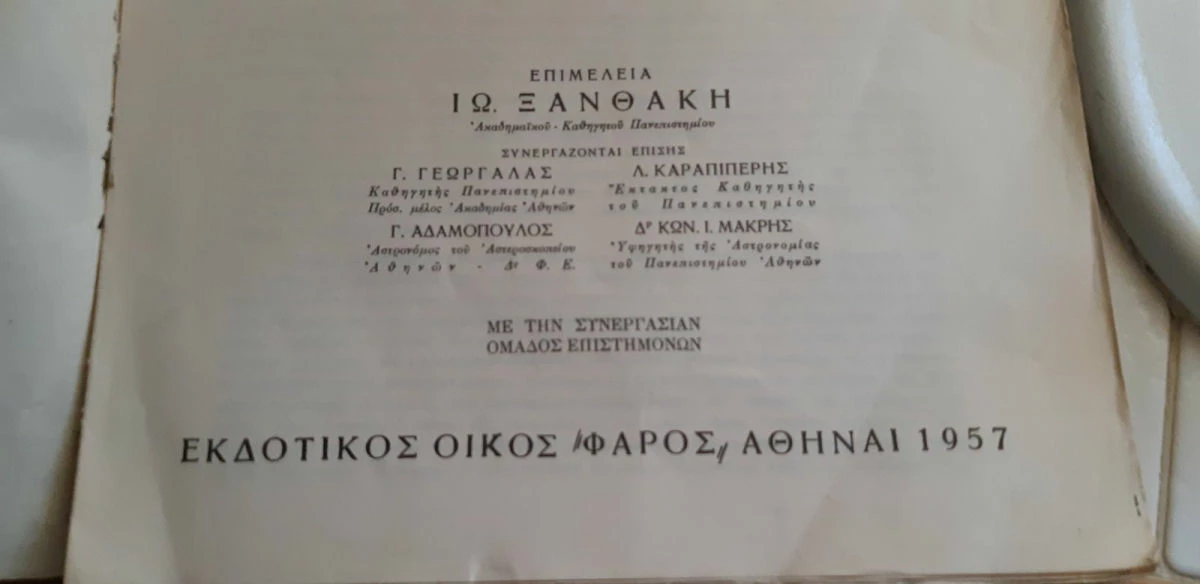 ΕΠΙΜΕΛΕΙΑ
ΙΩ. ΞΑΝΘΑΚΗ
Ἀκαδημαϊκοῦ - Καθηγητοῦ Πανεπιστημίου
ΣΥΝΕΡΓΑΖΟΝΤΑΙ ΕΠΙΣΗΣ
Γ. ΓΕΩΡΓΑΛΑΣ
Καθηγητὴς Πανεπιστημίου
Πρόσ. μέλος Ἀκαδημίας Ἀθηνῶν
Λ. ΚΑΡΑΠΙΠΕΡΗΣ
Ἔκτακτος Καθηγητὴς
τοῦ Πανεπιστημίου
Γ. ΑΔΑΜΟΠΟΥΛΟΣ
Ἀστρονόμος τοῦ Ἀστεροσκοπείου
Ἀθηνῶν - Δρ Φ. Ε.
Δρ ΚΩΝ. Ι. ΜΑΚΡΗΣ
Ὑφηγητὴς τῆς Ἀστρονομίας
τοῦ Πανεπιστημίου Ἀθηνῶν
ΜΕ ΤΗΝ ΣΥΝΕΡΓΑΣΙΑΝ
ΟΜΑΔΟΣ ΕΠΙΣΤΗΜΟΝΩΝ
ΕΚΔΟΤΙΚΟΣ ΟΙΚΟΣ "ΦΑΡΟΣ" ΑΘΗΝΑΙ 1957